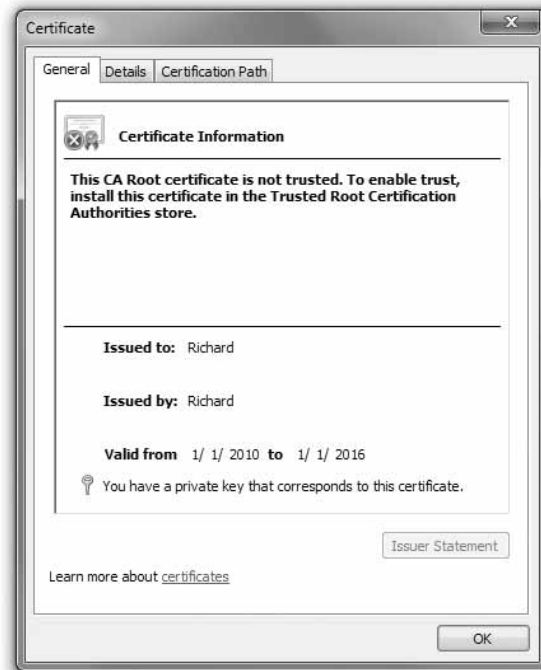 Certificate
X
General Details Certification Path
Certificate Information
This CA Root certificate is not trusted. To enable trust,
install this certificate in the Trusted Root Certification
Authorities store.
Issued to: Richard
Issued by: Richard
Valid from 1/ 1/ 2010 to 1/ 1/ 2016
You have a private key that corresponds to this certificate.
Issuer Statement
Learn more about certificates
OK